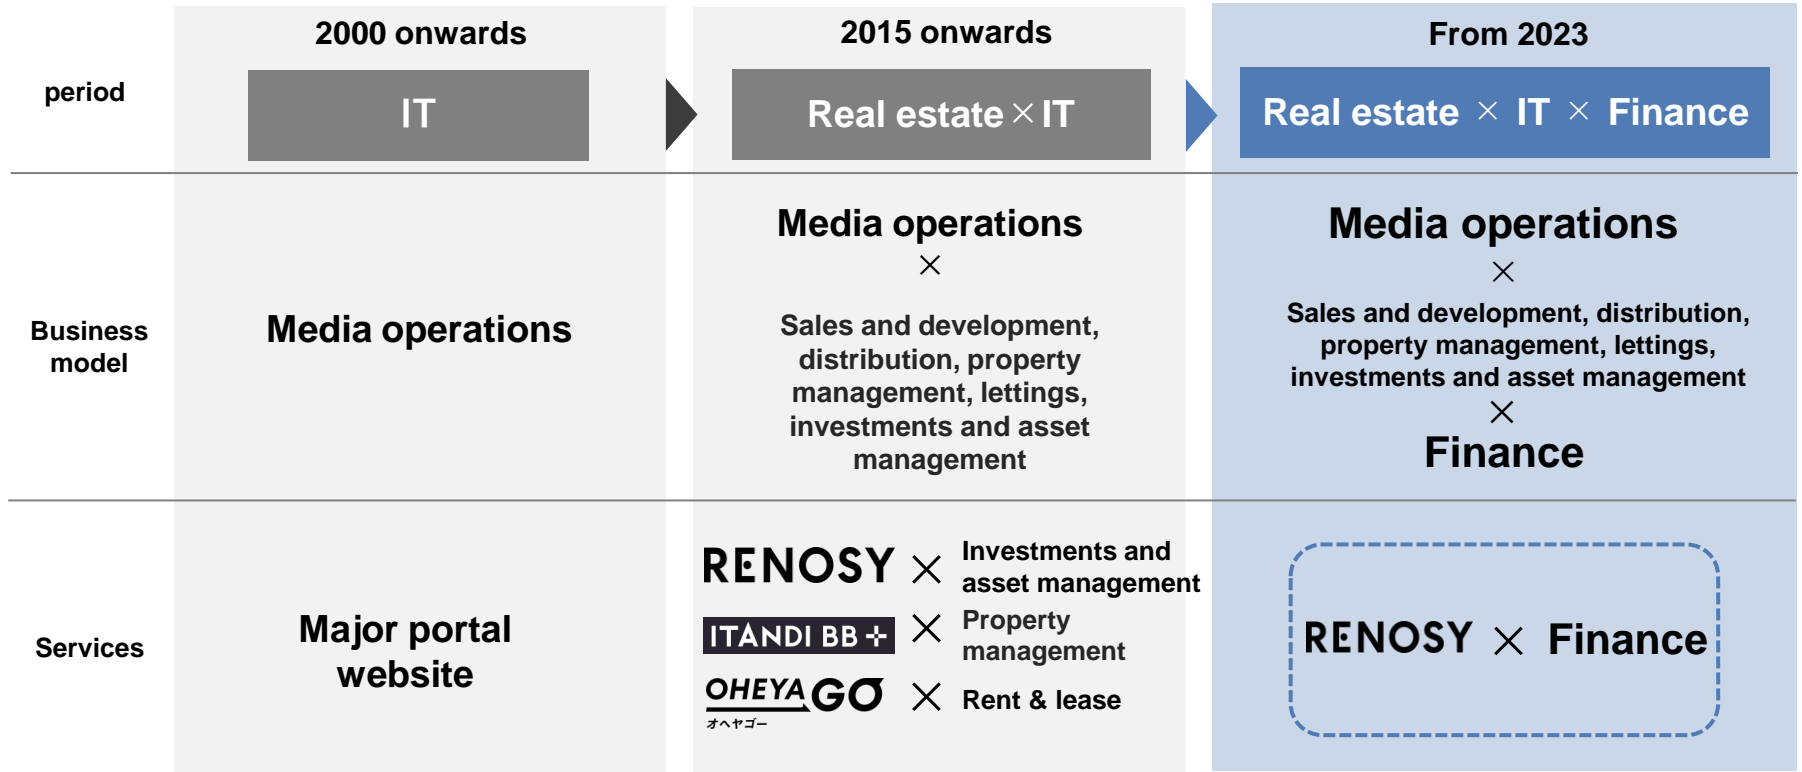 2000 onwards
2015 onwards
From 2023
period
IT
Real estate × IT
Real estate × IT × Finance
Business
model
Media operations
Media operations
×
Sales and development,
distribution, property
management, lettings,
investments and asset
management
Media operations
×
Sales and development, distribution,
property management, lettings,
investments and asset management
×
Finance
Services
Major portal
website
RENOSY × Investments and
asset management
ITANDI BB + × Property
management
OHEYAGO × Rent & lease
オヘヤゴー
RENOSY × Finance